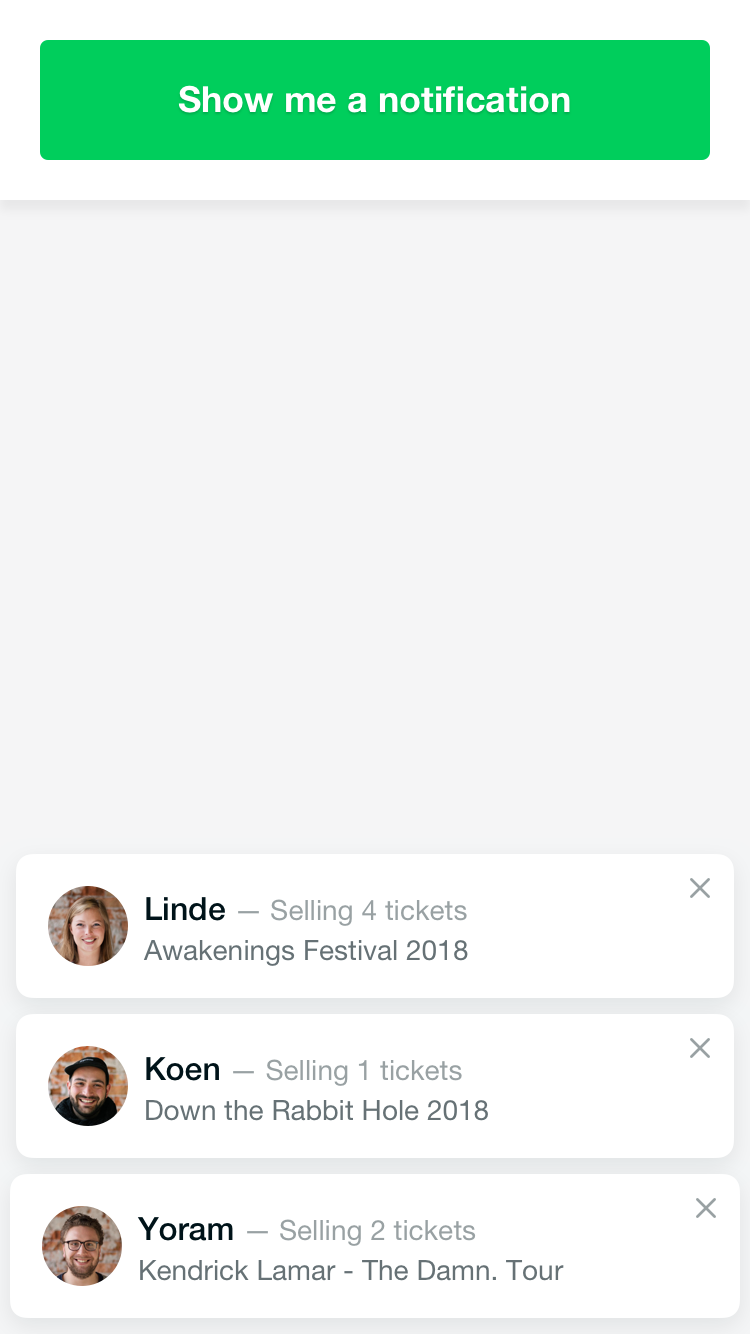 Show me a notification
Linde — Selling 4 tickets
Awakenings Festival 2018
Koen — Selling 1 tickets
Down the Rabbit Hole 2018
Yoram — Selling 2 tickets
Kendrick Lamar - The Damn. Tour